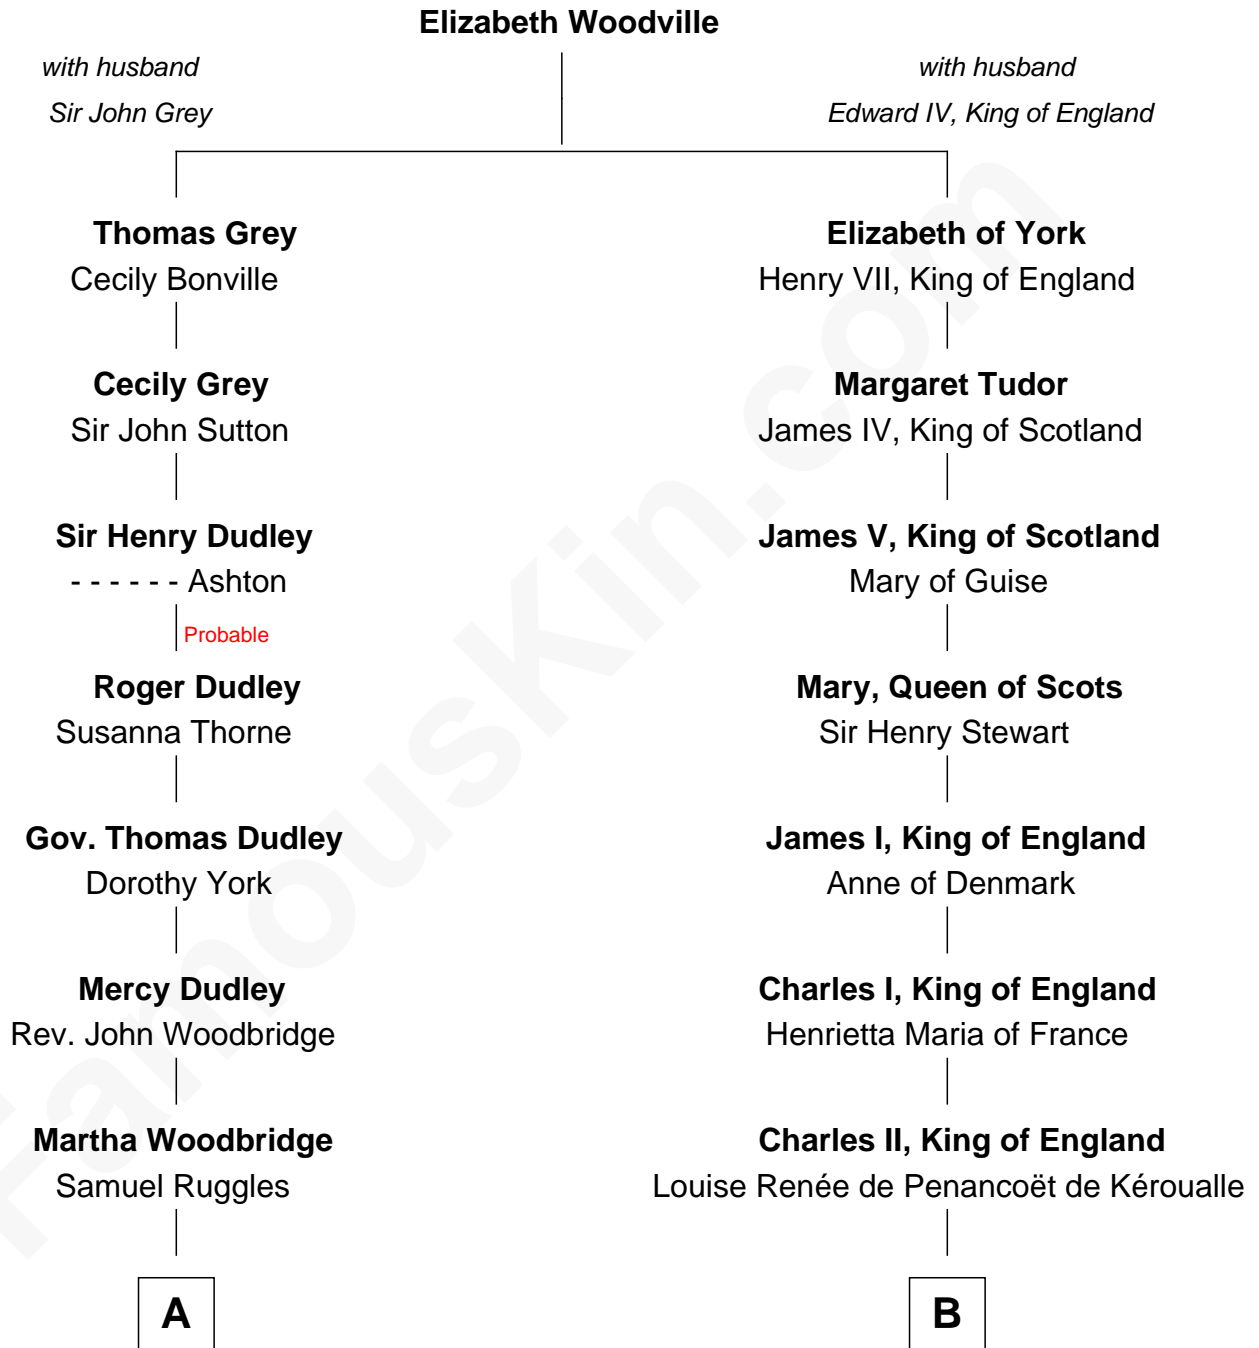 Elizabeth Woodville
with husband
Sir John Grey
with husband
Edward IV, King of England
Thomas Grey
Cecily Bonville
Elizabeth of York
Henry VII, King of England
Cecily Grey
Sir John Sutton
Margaret Tudor
James IV, King of Scotland
Sir Henry Dudley
- - - - - - Ashton
Probable
James V, King of Scotland
Mary of Guise
Roger Dudley
Susanna Thorne
Mary, Queen of Scots
Sir Henry Stewart
Gov. Thomas Dudley
Dorothy York
James I, King of England
Anne of Denmark
Mercy Dudley
Rev. John Woodbridge
Charles I, King of England
Henrietta Maria of France
Martha Woodbridge
Samuel Ruggles
Charles II, King of England
Louise Renée de Penancoët de Kéroualle
A
B
FamousKin.com